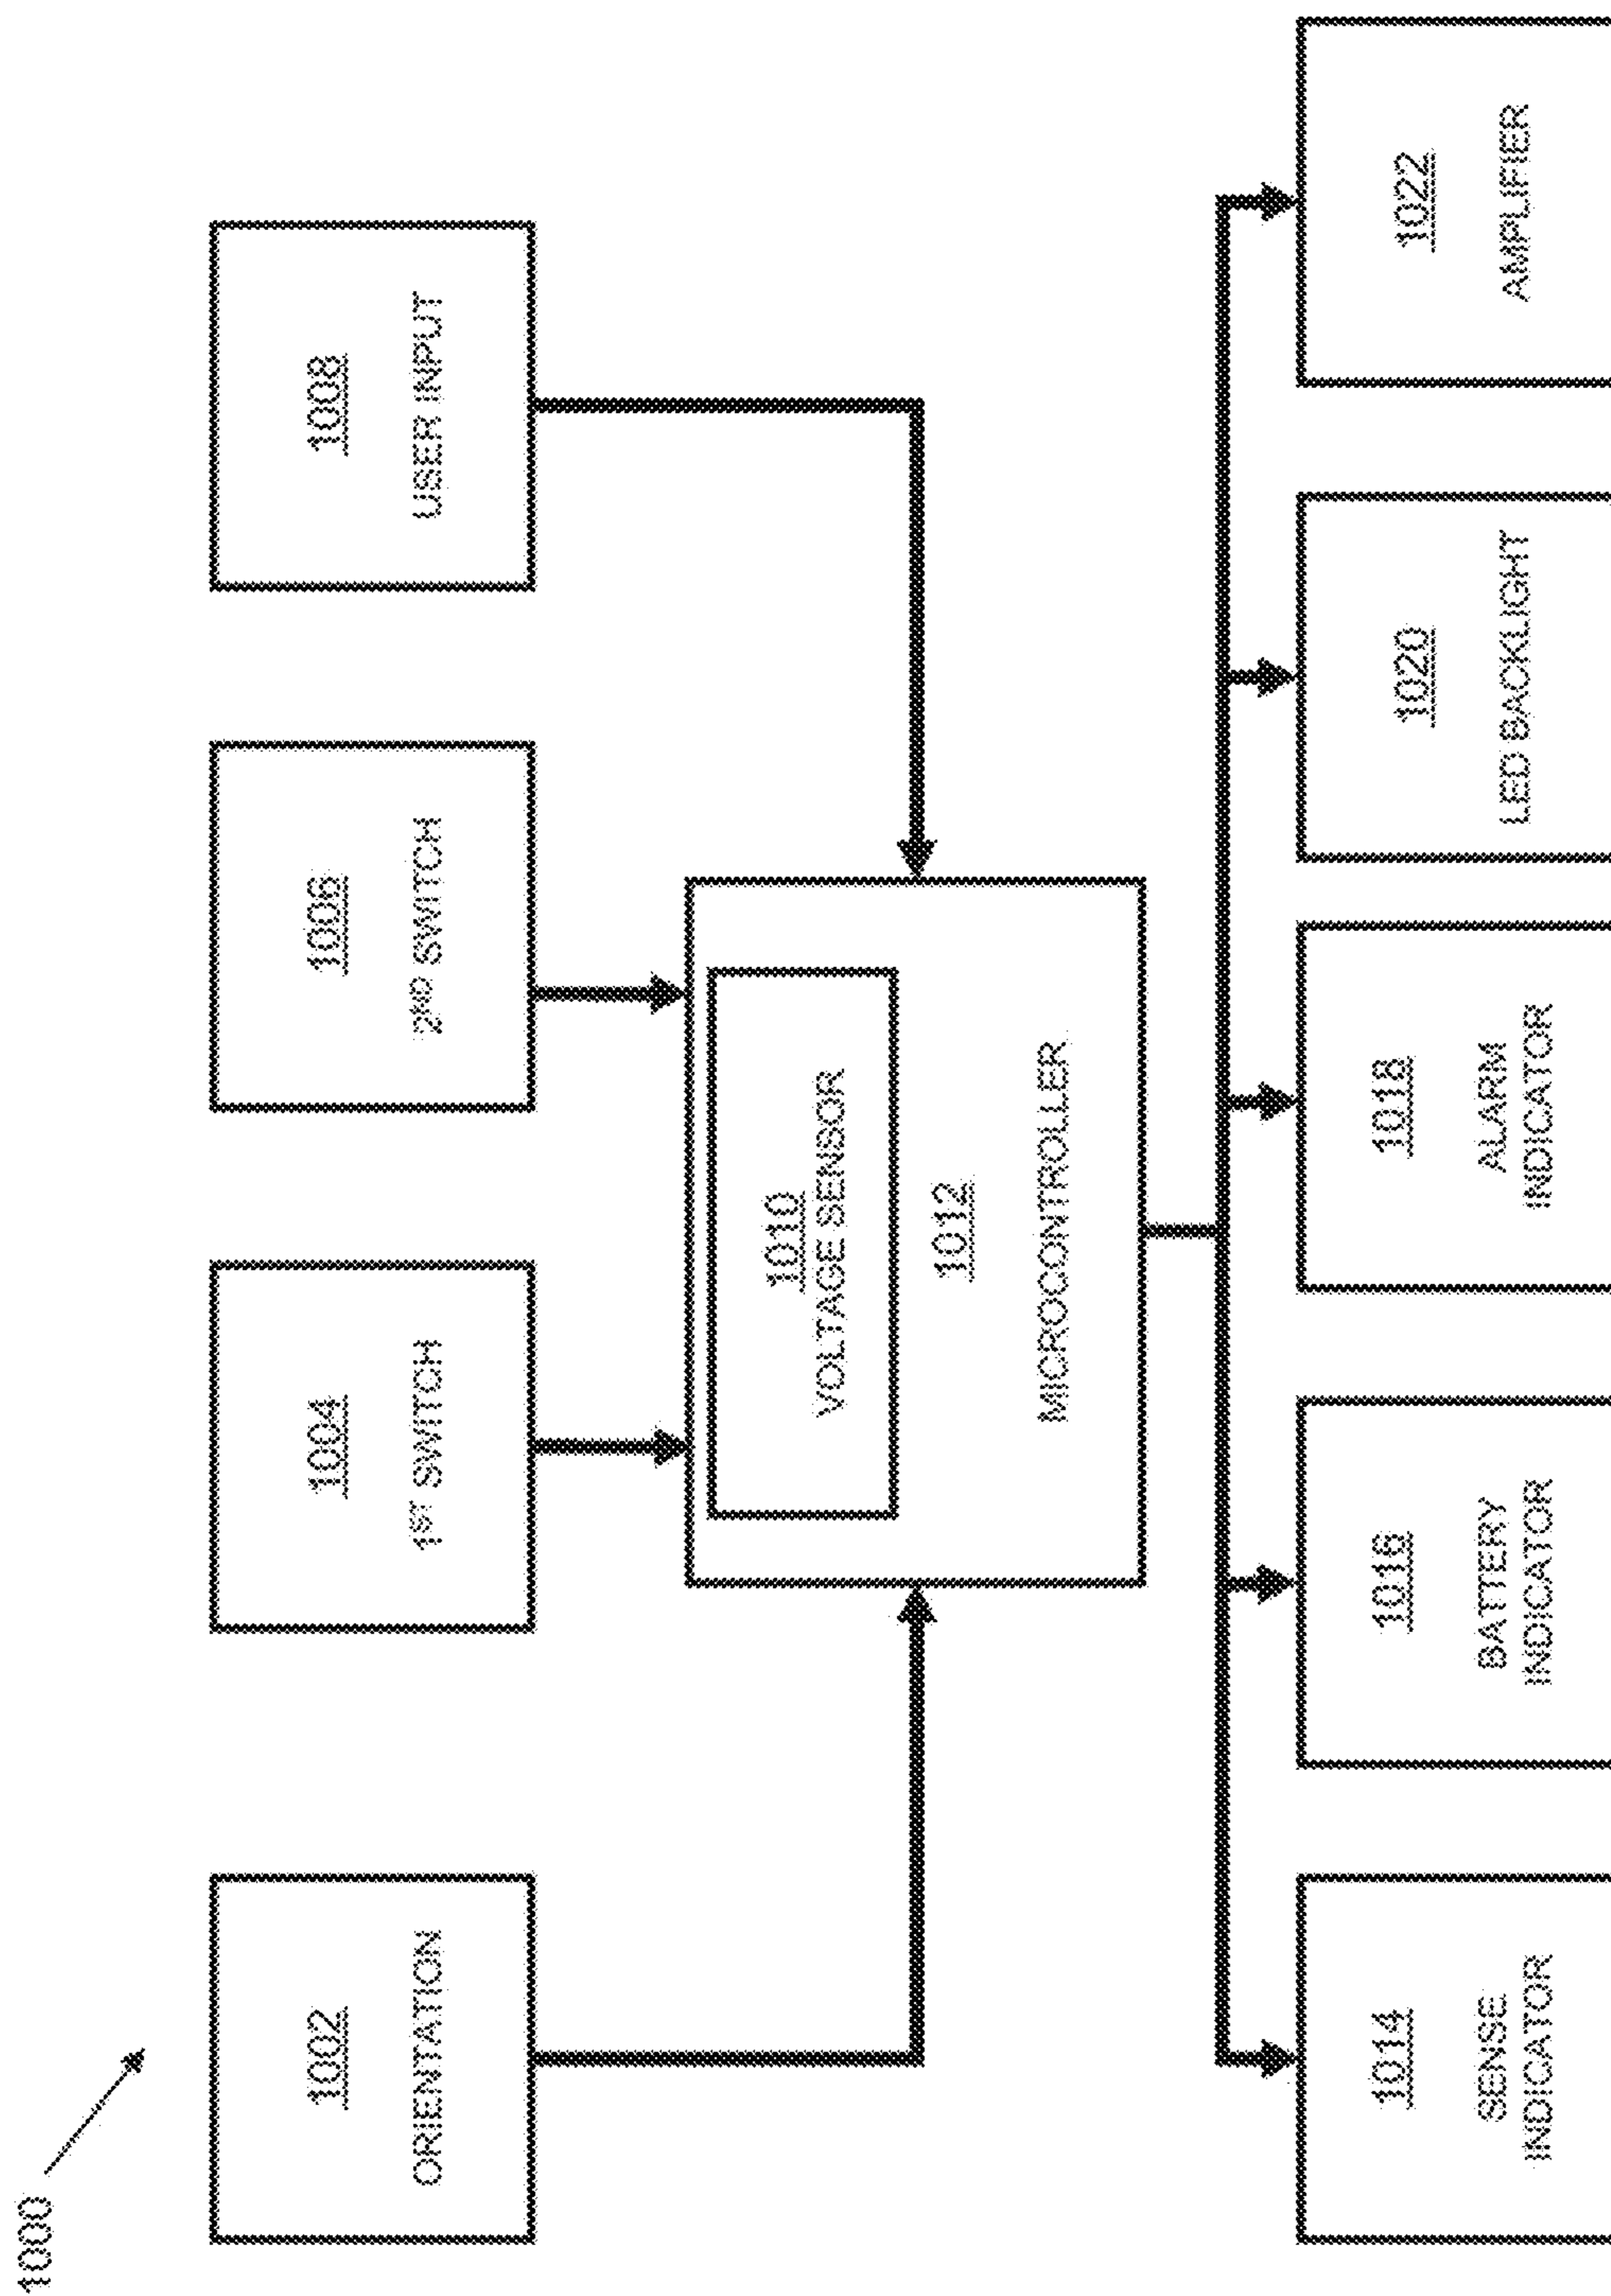 1000
1002
ORIENTATION
1004
1ST SWITCH
1006
2ND SWITCH
1008
USER INPUT
1010
VOLTAGE SENSOR
1012
MICROCONTROLLER
1014
SENSE
INDICATOR
1016
BATTERY
INDICATOR
1018
ALARM
INDICATOR
1020
LED BACKLIGHT
1022
AMPLIFIER